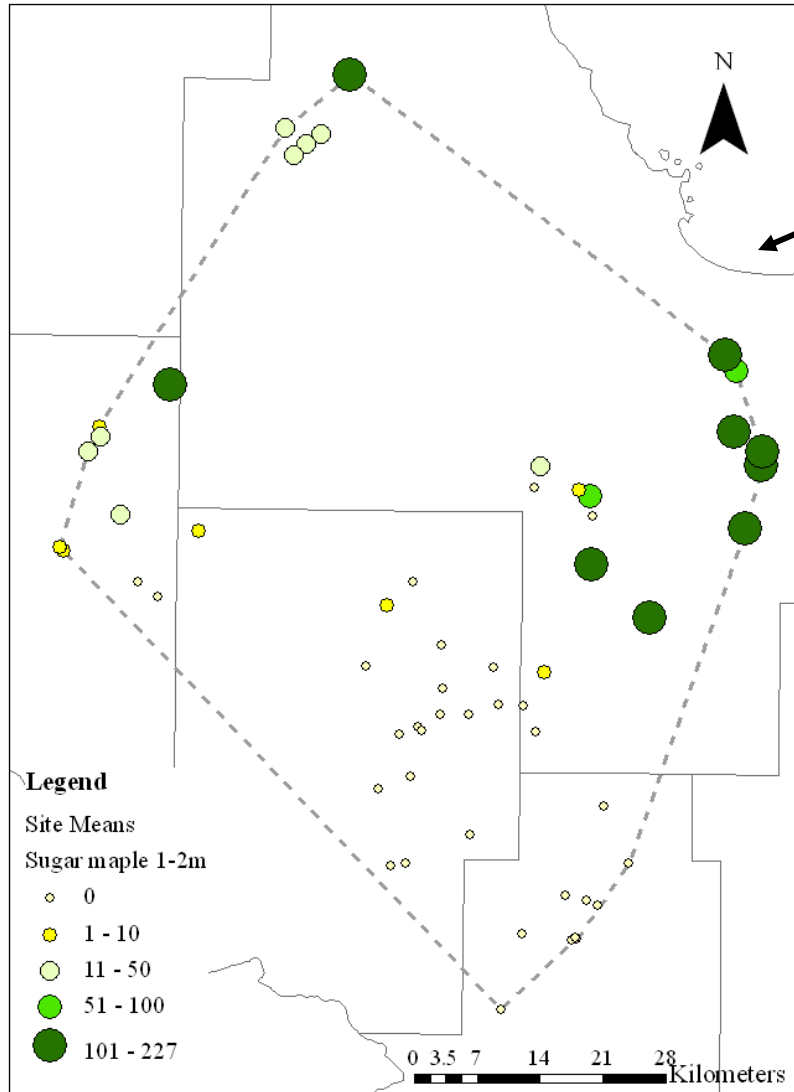 N
Legend
Site Means
Sugar maple 1-2m
0
1 - 10
11 - 50
51 - 100
101 - 227
0 3.5 7 14 21 28
Kilometers